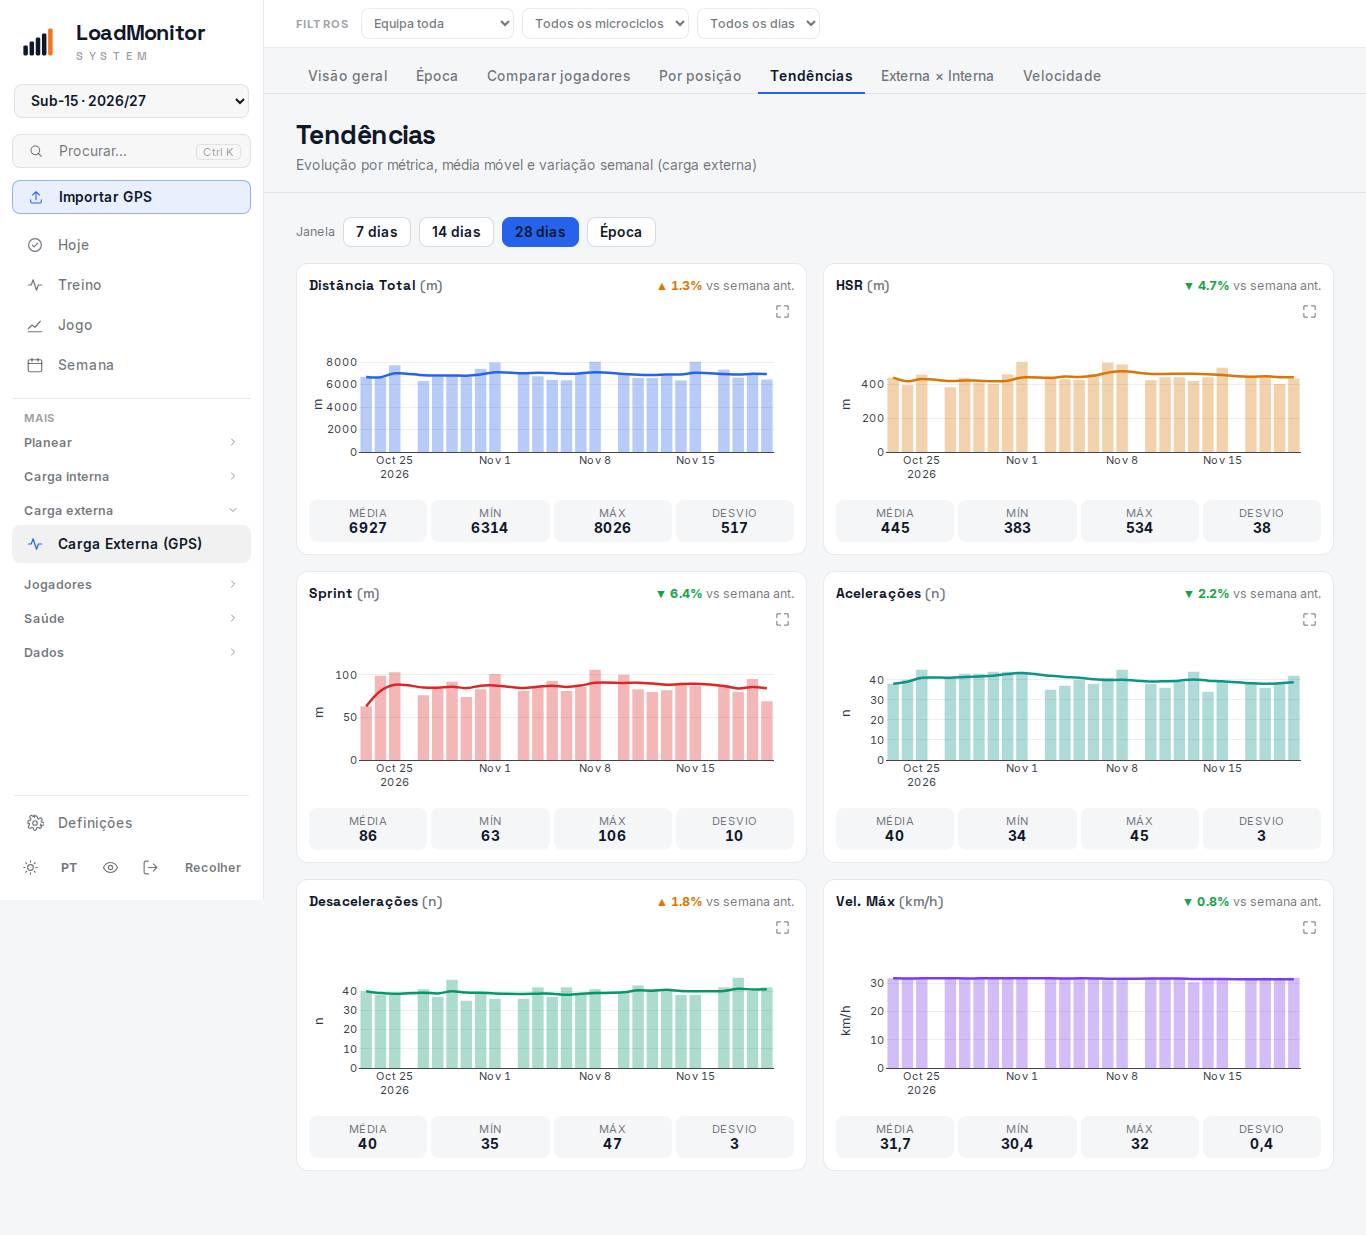 LoadMonitor
SYSTEM
Sub-15 · 2026/27
Procurar... Ctrl K
Importar GPS
Hoje
Treino
Jogo
Semana
MAIS
Planear
Carga interna
Carga externa
Carga Externa (GPS)
Jogadores
Saúde
Dados
Definições
PT Recolher
FILTROS Equipa toda Todos os microciclos Todos os dias
Visão geral Época Comparar jogadores Por posição Tendências Externa × Interna Velocidade
Tendências
Evolução por métrica, média móvel e variação semanal (carga externa)
Janela 7 dias 14 dias 28 dias Época
Distância Total (m) ▲ 1.3% vs semana ant.
8000
6000
4000
2000
0
m
Oct 25 Nov 1 Nov 8 Nov 15
2026
MÉDIA MÍN MÁX DESVIO
6927 6314 8026 517
HSR (m) ▼ 4.7% vs semana ant.
400
200
0
m
Oct 25 Nov 1 Nov 8 Nov 15
2026
MÉDIA MÍN MÁX DESVIO
445 383 534 38
Sprint (m) ▼ 6.4% vs semana ant.
100
50
0
m
Oct 25 Nov 1 Nov 8 Nov 15
2026
MÉDIA MÍN MÁX DESVIO
86 63 106 10
Acelerações (n) ▼ 2.2% vs semana ant.
40
30
20
10
0
n
Oct 25 Nov 1 Nov 8 Nov 15
2026
MÉDIA MÍN MÁX DESVIO
40 34 45 3
Desacelerações (n) ▲ 1.8% vs semana ant.
40
30
20
10
0
n
Oct 25 Nov 1 Nov 8 Nov 15
2026
MÉDIA MÍN MÁX DESVIO
40 35 47 3
Vel. Máx (km/h) ▼ 0.8% vs semana ant.
30
20
10
0
km/h
Oct 25 Nov 1 Nov 8 Nov 15
2026
MÉDIA MÍN MÁX DESVIO
31,7 30,4 32 0,4